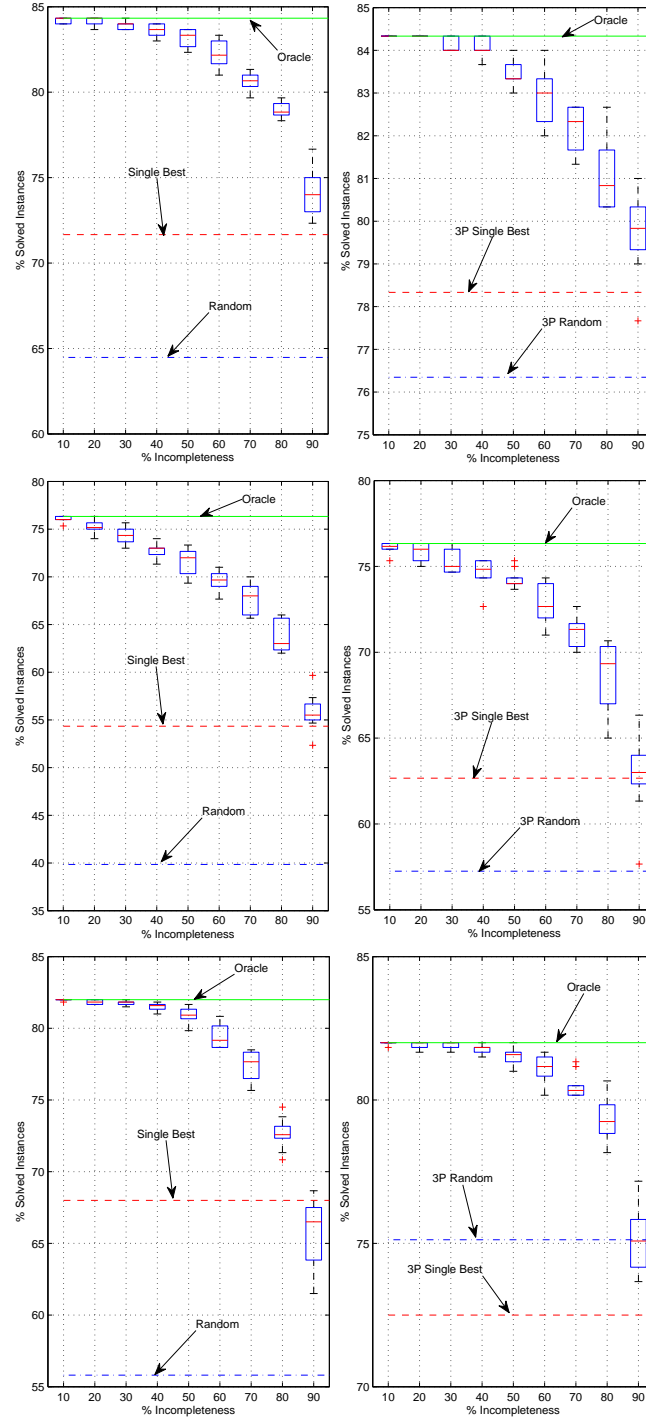 85
80
75
70
65
60
% Solved Instances
Oracle
Single Best
Random
10 20 30 40 50 60 70 80 90
% Incompleteness
85
84
83
82
81
80
79
78
77
76
75
% Solved Instances
Oracle
3P Single Best
3P Random
10 20 30 40 50 60 70 80 90
% Incompleteness
80
75
70
65
60
55
50
45
40
35
% Solved Instances
Oracle
Single Best
Random
10 20 30 40 50 60 70 80 90
% Incompleteness
80
75
70
65
60
55
% Solved Instances
Oracle
3P Single Best
3P Random
10 20 30 40 50 60 70 80 90
% Incompleteness
85
80
75
70
65
60
55
% Solved Instances
Oracle
Single Best
Random
10 20 30 40 50 60 70 80 90
% Incompleteness
85
80
75
70
% Solved Instances
Oracle
3P Random
3P Single Best
10 20 30 40 50 60 70 80 90
% Incompleteness